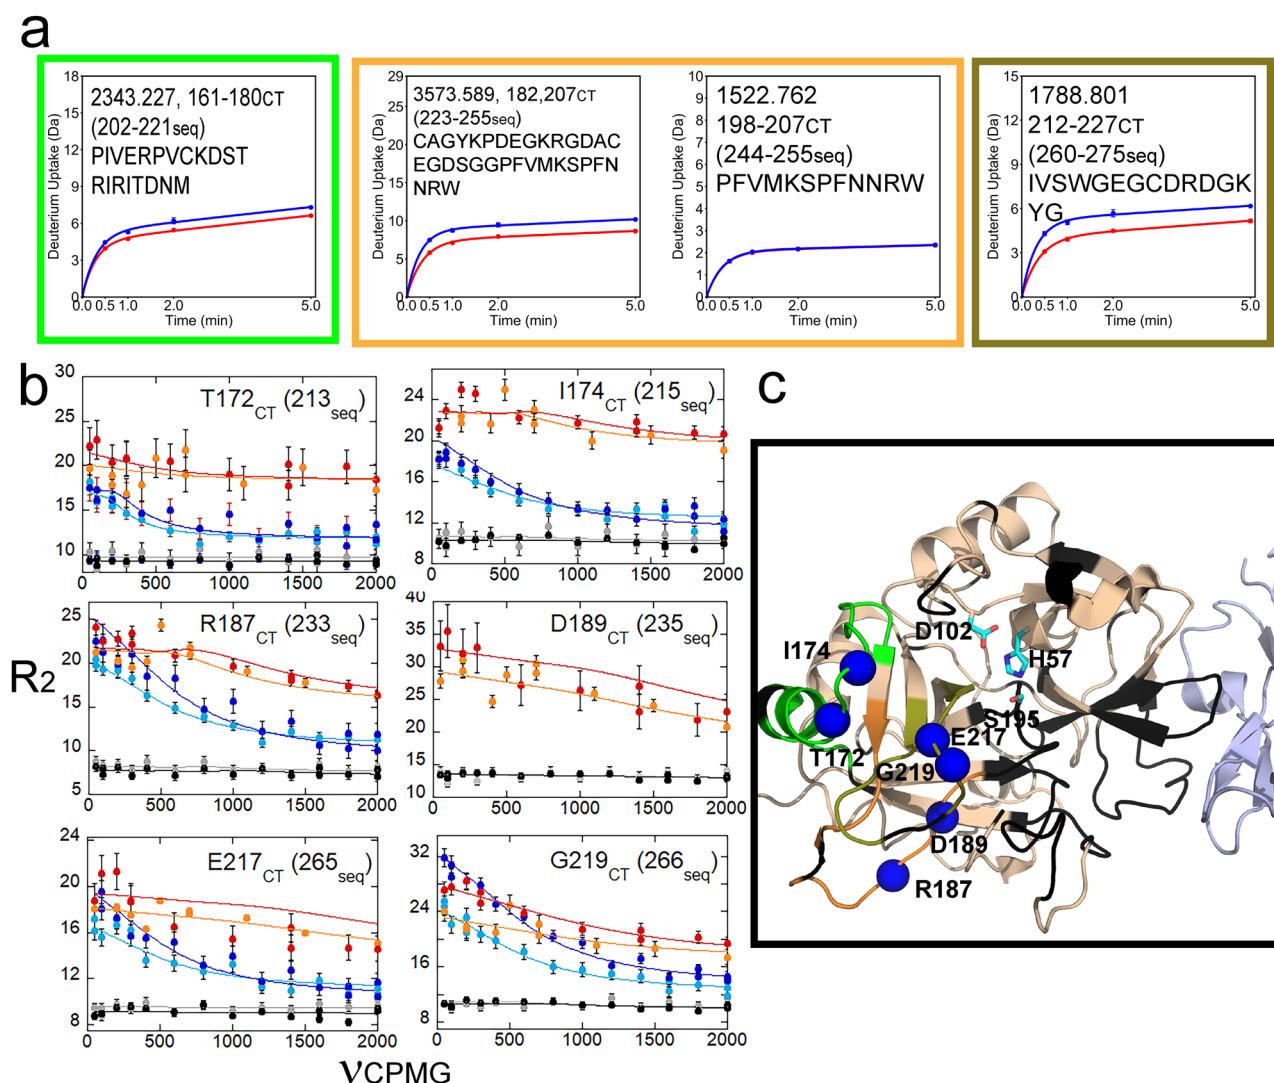 a
18
15
12
9
6
3
0
Deuterium Uptake (Da)
2343.227, 161-180CT
(202-221seq)
PIVERPVCKDST
RIRITDNM
0.0 0.5 1.0 2.0 5.0
Time (min)
29
25
20
15
10
5
0
Deuterium Uptake (Da)
3573.589, 182,207CT
(223-255seq)
CAGYKPDEGKRGDAC
EGDSGGPFVMKSPFN
NRW
0.0 0.5 1.0 2.0 5.0
Time (min)
10
9
8
7
6
5
4
3
2
1
0
Deuterium Uptake (Da)
1522.762
198-207CT
(244-255seq)
PFVMKSPFNNRW
0.0 0.5 1.0 2.0 5.0
Time (min)
15
12
9
6
3
0
Deuterium Uptake (Da)
1788.801
212-227CT
(260-275seq)
IVSWGEGCDRDGK
YG
0.0 0.5 1.0 2.0 5.0
Time (min)
b
R2
30
25
20
15
10
T172CT (213seq)
0 500 1000 1500 2000
24
20
16
12
8
I174CT (215seq)
0 500 1000 1500 2000
25
20
15
10
5
R187CT (233seq)
0 500 1000 1500 2000
40
35
30
25
20
15
10
D189CT (235seq)
0 500 1000 1500 2000
24
20
16
12
8
E217CT (265seq)
0 500 1000 1500 2000
32
24
16
8
G219CT (266seq)
0 500 1000 1500 2000
νCPMG
c
D102
I174
H57
S195
E217
T172
G219
D189
R187